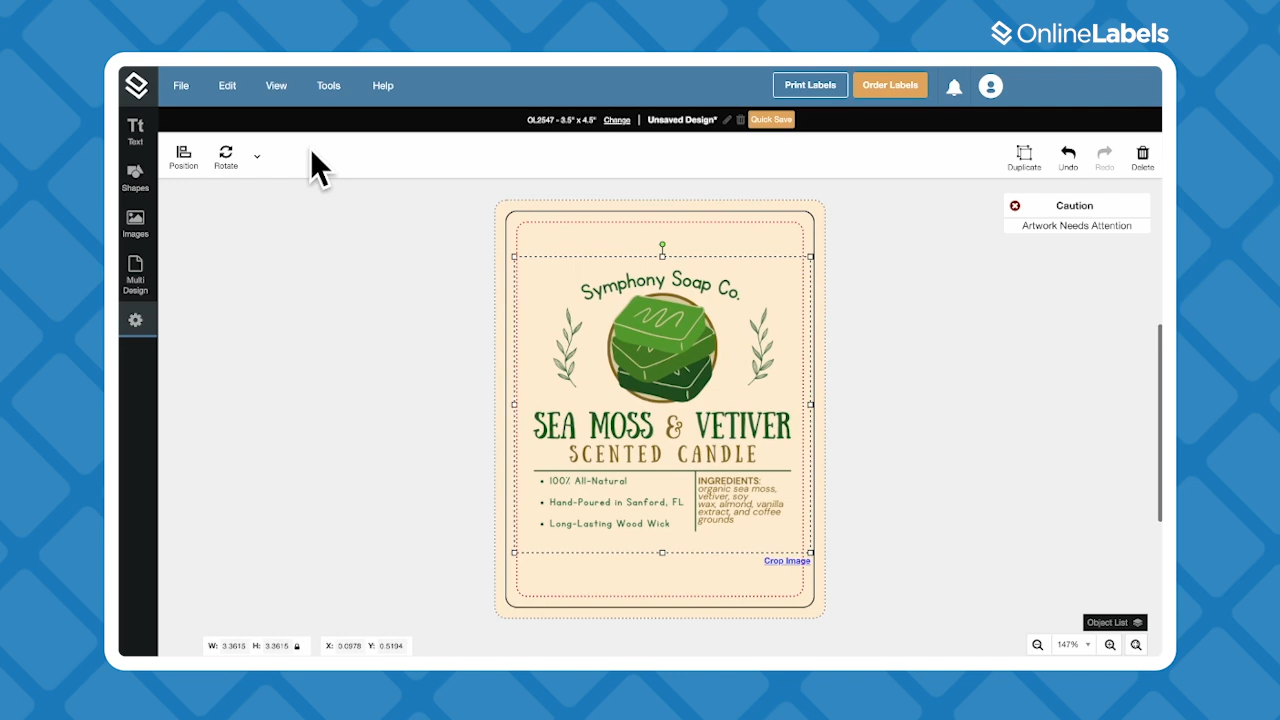 OnlineLabels
File Edit View Tools Help Print Labels Order Labels
OL2547 - 3.5" x 4.5" Change | Unsaved Design* Quick Save
Tt
Text
Shapes
Images
Multi
Design
Position Rotate
Duplicate Undo Redo Delete
Caution
Artwork Needs Attention
Symphony Soap Co.
SEA MOSS & VETIVER
SCENTED CANDLE
• 100% All-Natural
• Hand-Poured in Sanford, FL
• Long-Lasting Wood Wick
INGREDIENTS:
organic sea moss,
vetiver, soy
wax, almond, vanilla
extract, and coffee
grounds
Crop Image
Object List
W: 3.3615 H: 3.3615 X: 0.0978 Y: 0.5194
147%